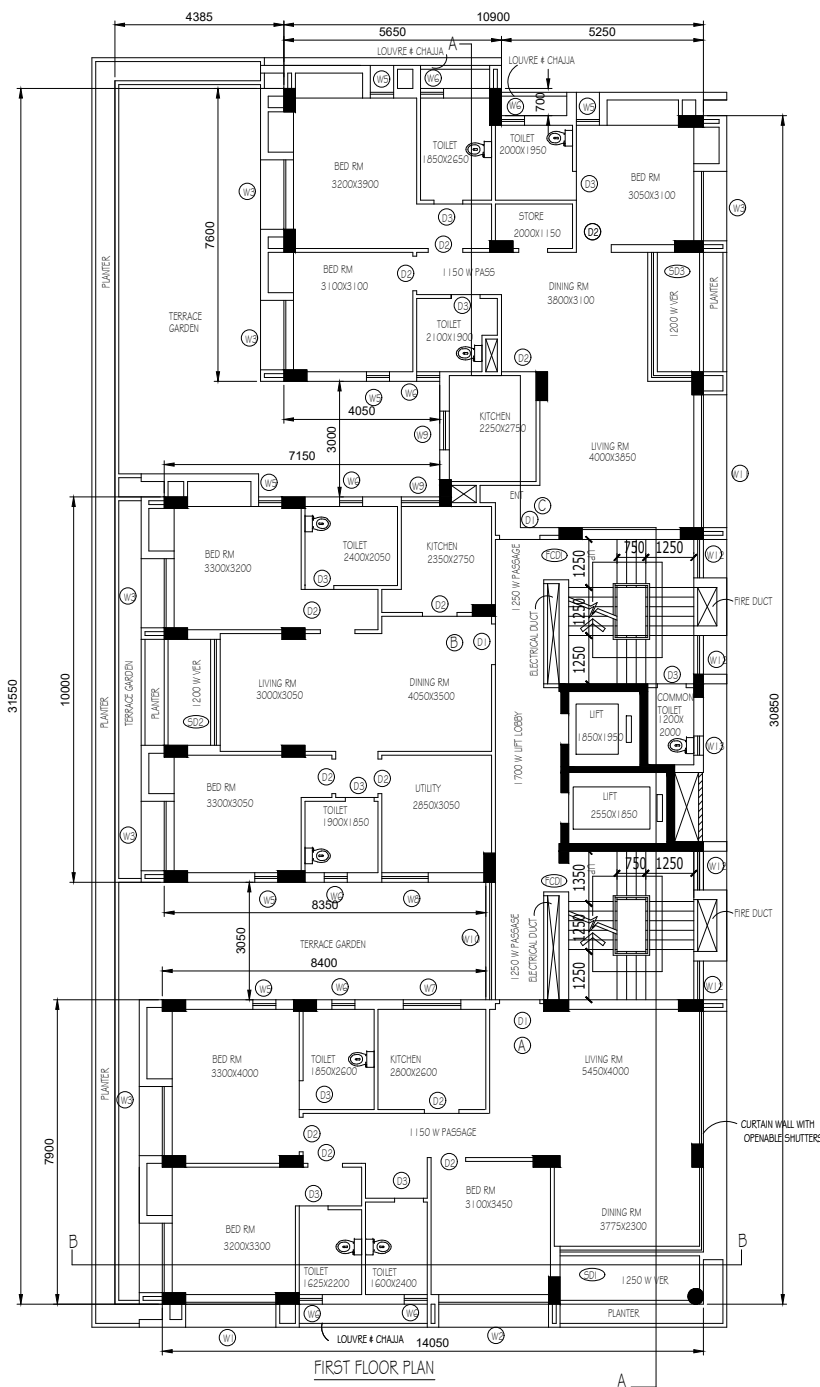 4385
10900
5650
5250
A
LOUVRE & CHAJJA
LOUVRE & CHAJJA
W5
W6
W6
W5
700
TOILET
1850X2650
TOILET
2000X1950
BED RM
3200X3900
D3
BED RM
3050X3100
W3
W3
D3
STORE
2000X1150
D2
D2
7600
PLANTER
BED RM
3100X3100
D2
1150 W PASS
DINING RM
3800X3100
SD3
1200 W VER
PLANTER
TERRACE
GARDEN
D3
TOILET
2100X1900
W3
D2
W5
W6
4050
KITCHEN
2250X2750
3000
W9
LIVING RM
4000X3850
W11
7150
W5
W6
W9
ENT
C
D1
BED RM
3300X3200
TOILET
2400X2050
KITCHEN
2350X2750
FCD1
UP
750
1250
W12
1250
1250 W PASSAGE
D3
W3
D2
D2
ELECTRICAL DUCT
1250
FIRE DUCT
31550
10000
B
D1
1250
W12
D3
TERRACE GARDEN
PLANTER
PLANTER
1200 W VER
LIVING RM
3000X3050
DINING RM
4050X3500
SD2
LIFT
1850X1950
COMMON
TOILET
1200X
2000
W13
30850
1700 W LIFT LOBBY
D2
D2
BED RM
3300X3050
D3
UTILITY
2850X3050
TOILET
1900X1850
LIFT
2550X1850
W3
W5
W6
W8
8350
FCD1
UP
750
1250
W12
1350
3050
TERRACE GARDEN
W10
1250 W PASSAGE
ELECTRICAL DUCT
1250
FIRE DUCT
8400
1250
W12
W5
W6
W7
D1
A
BED RM
3300X4000
TOILET
1850X2600
KITCHEN
2800X2600
LIVING RM
5450X4000
PLANTER
W3
D3
D2
CURTAIN WALL WITH
OPENABLE SHUTTERS
7900
D2
1150 W PASSAGE
D2
D2
D3
D3
BED RM
3100X3450
DINING RM
3775X2300
BED RM
3200X3300
B
B
TOILET
1625X2200
TOILET
1600X2400
SD1
1250 W VER
PLANTER
W6
W6
W1
LOUVRE & CHAJJA
W2
14050
FIRST FLOOR PLAN
A